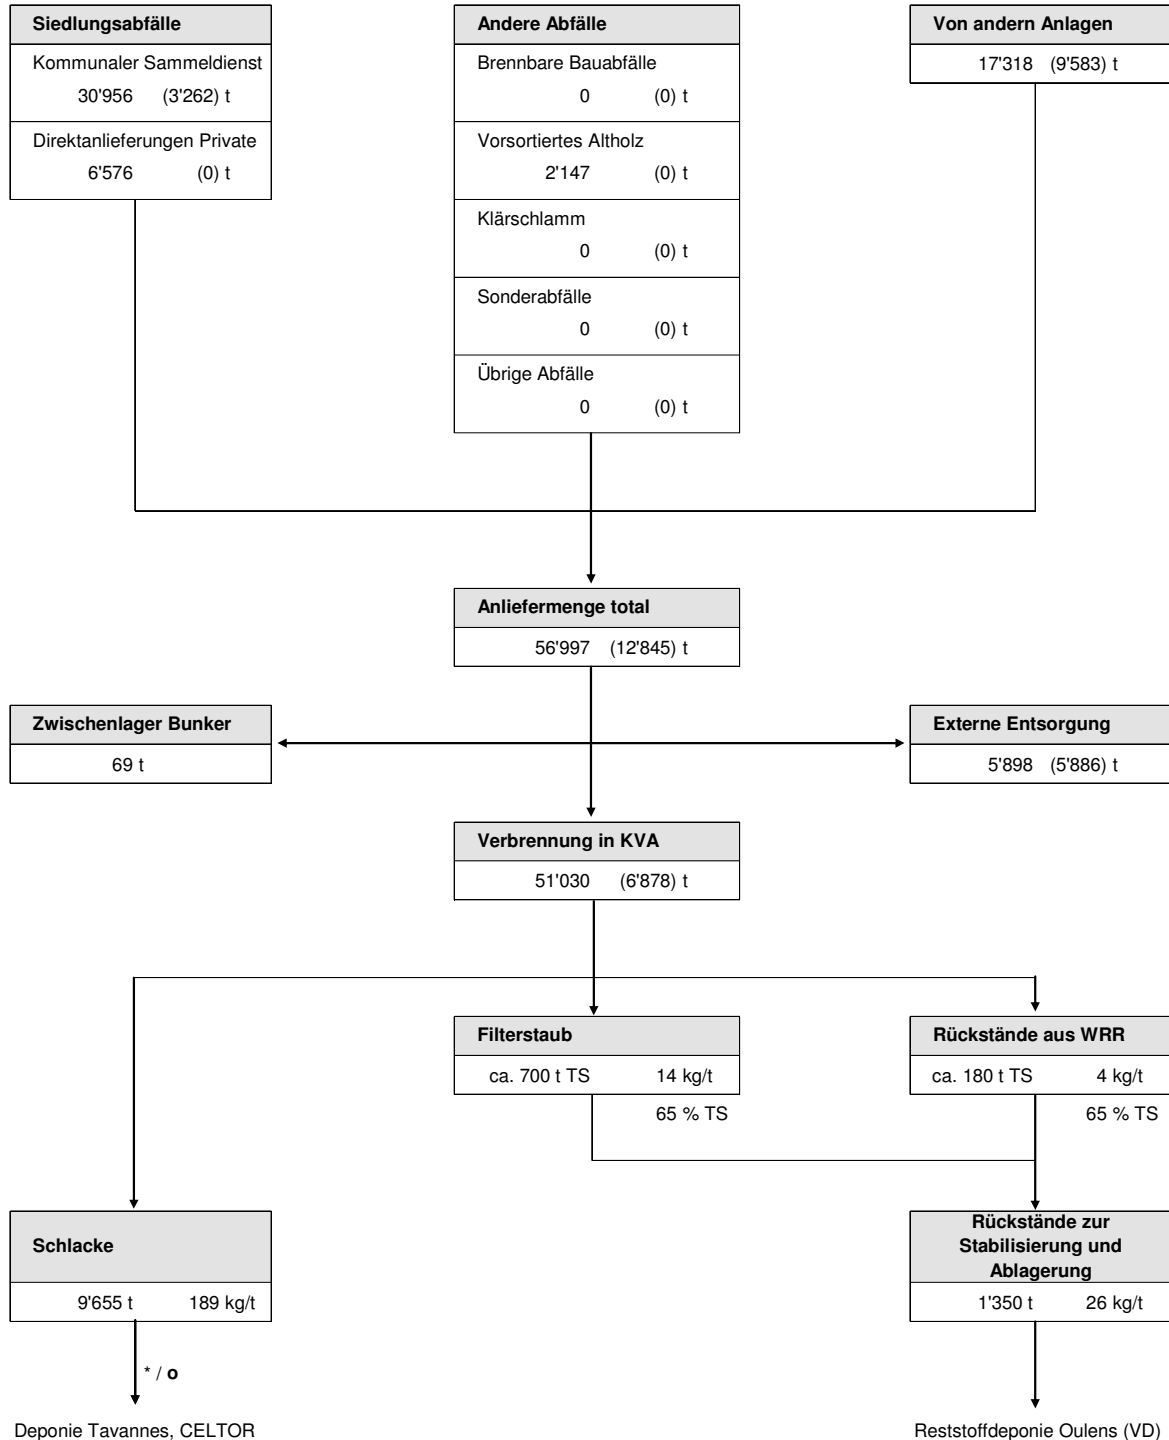 Siedlungsabfälle
Kommunaler Sammeldienst
30'956 (3'262) t
Direktanlieferungen Private
6'576 (0) t
Andere Abfälle
Brennbare Bauabfälle
0 (0) t
Vorsortiertes Altholz
2'147 (0) t
Klärschlamm
0 (0) t
Sonderabfälle
0 (0) t
Übrige Abfälle
0 (0) t
Von andern Anlagen
17'318 (9'583) t
Anliefermenge total
56'997 (12'845) t
Zwischenlager Bunker
69 t
Externe Entsorgung
5'898 (5'886) t
Verbrennung in KVA
51'030 (6'878) t
Filterstaub
ca. 700 t TS 14 kg/t
65 % TS
Rückstände aus WRR
ca. 180 t TS 4 kg/t
65 % TS
Schlacke
9'655 t 189 kg/t
* / o
Deponie Tavannes, CELTOR
Rückstände zur
Stabilisierung und
Ablagerung
1'350 t 26 kg/t
Reststoffdeponie Oulens (VD)